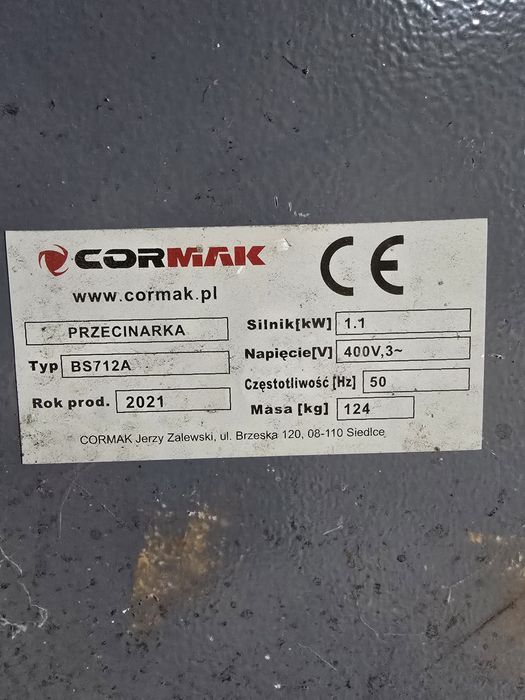 CORMAK
CE
www.cormak.pl
PRZECINARKA
Typ BS712A
Rok prod. 2021
Silnik[kW] 1.1
Napięcie[V] 400V,3~
Częstotliwość [Hz] 50
Masa [kg] 124
CORMAK Jerzy Zalewski, ul. Brzeska 120, 08-110 Siedlce